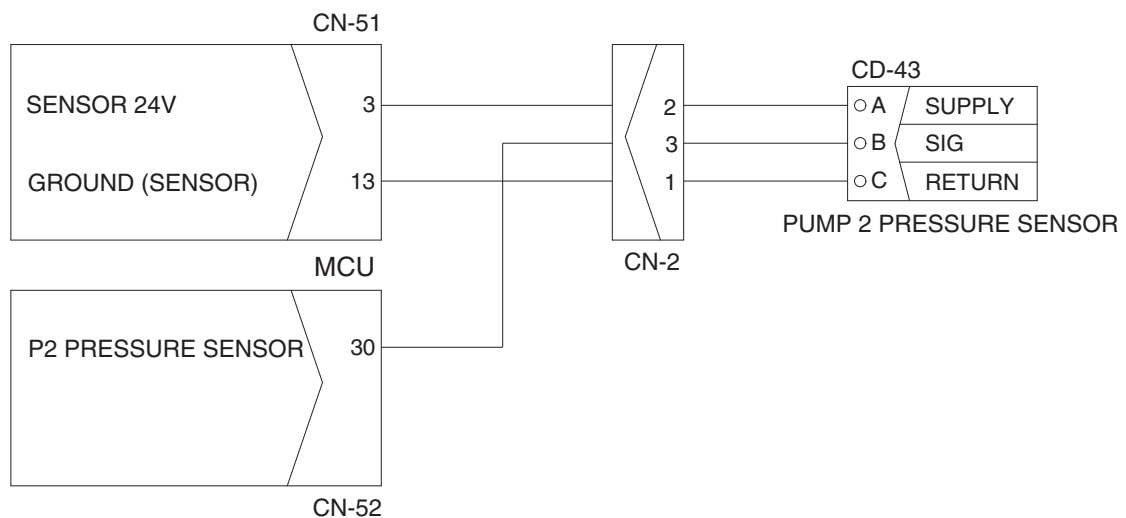 CN-51
SENSOR 24V
3
GROUND (SENSOR)
13
MCU
P2 PRESSURE SENSOR
30
CN-52
2
3
1
CN-2
CD-43
A SUPPLY
B SIG
C RETURN
PUMP 2 PRESSURE SENSOR